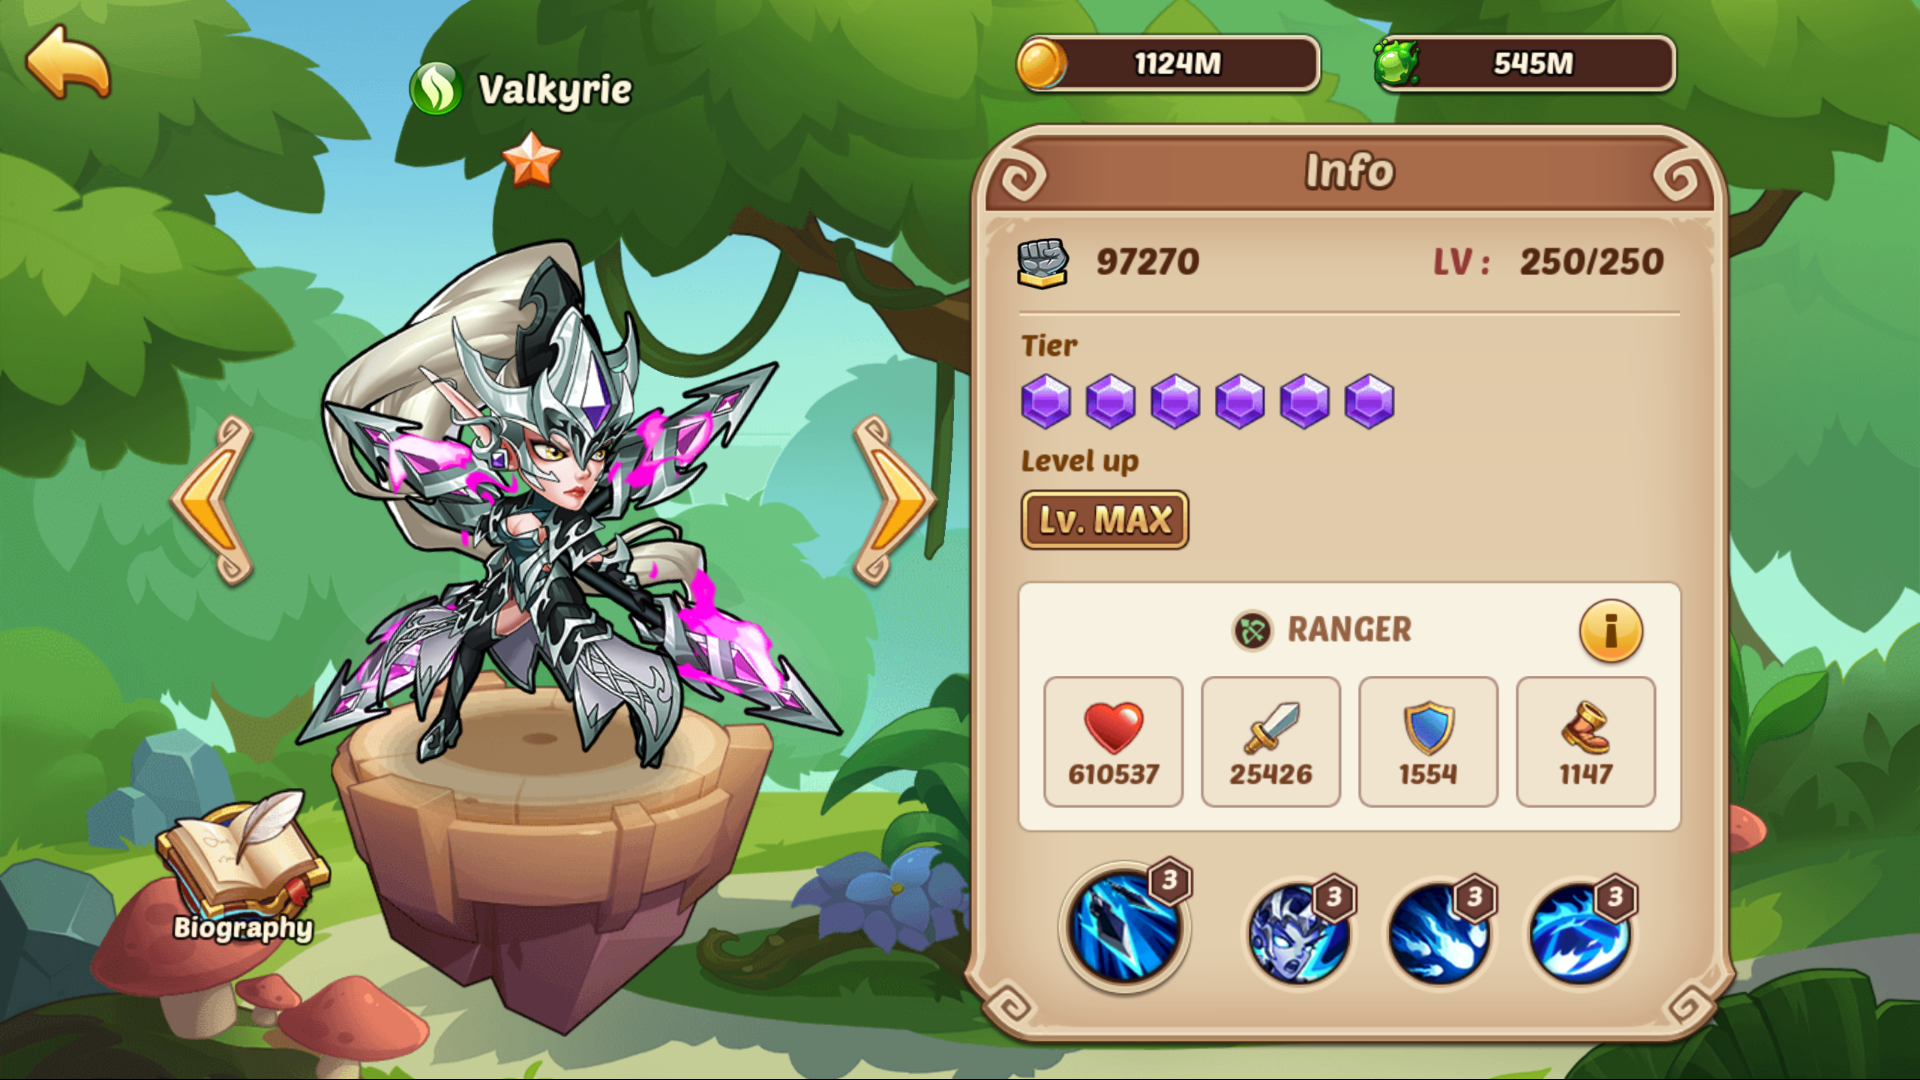 Valkyrie
1124M
545M
Info
97270
LV : 250/250
Tier
Level up
Lv. MAX
RANGER
610537
25426
1554
1147
3
3
3
3
Biography